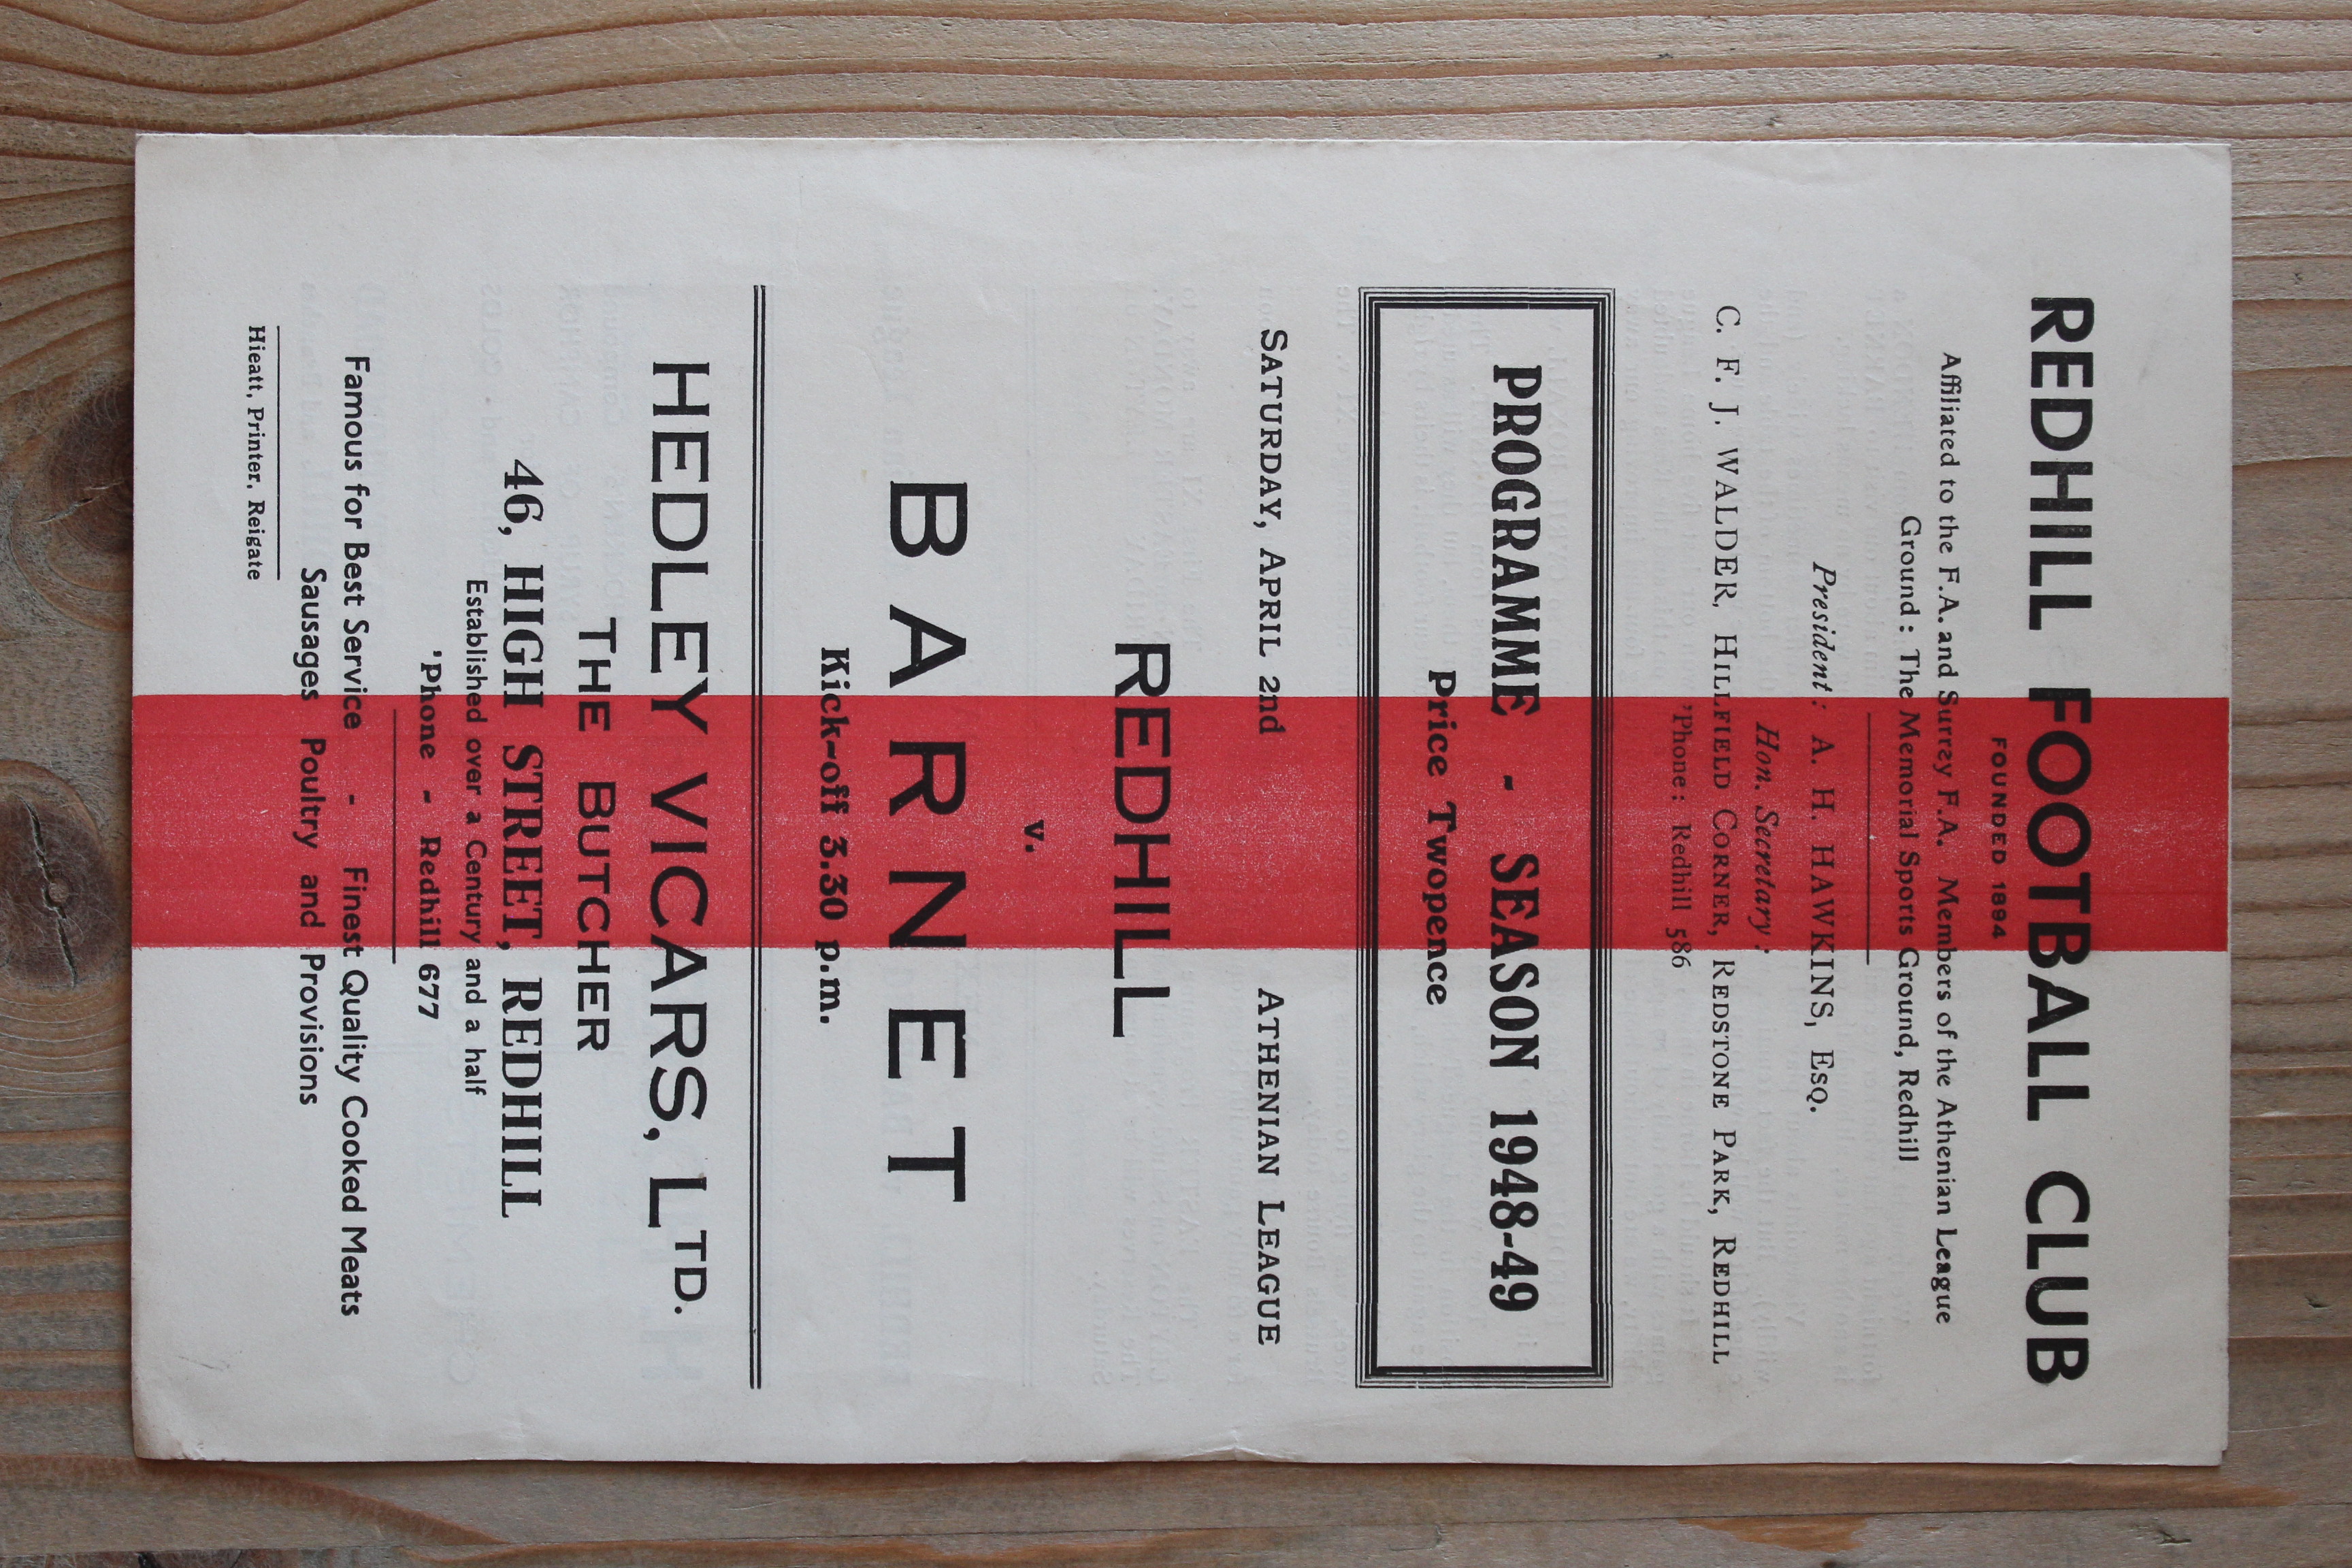 REDHILL FOOTBALL CLUB
FOUNDED 1894
Affiliated to the F.A. and Surrey F.A. Members of the Athenian League
Ground : The Memorial Sports Ground, Redhill
President : A. H. HAWKINS, ESQ.
Hon. Secretary :
C. F. J. WALDER, HILLFIELD CORNER, REDSTONE PARK, REDHILL
'Phone: Redhill 586
PROGRAMME - SEASON 1948-49
Price Twopence
SATURDAY, APRIL 2nd ATHENIAN LEAGUE
REDHILL
v.
BARNET
Kick-off 3.30 p.m.
HEDLEY VICARS, LTD.
THE BUTCHER
46, HIGH STREET, REDHILL
Established over a Century and a half
'Phone - Redhill 677
Famous for Best Service - Finest Quality Cooked Meats
Sausages Poultry and Provisions
Hieatt, Printer, Reigate